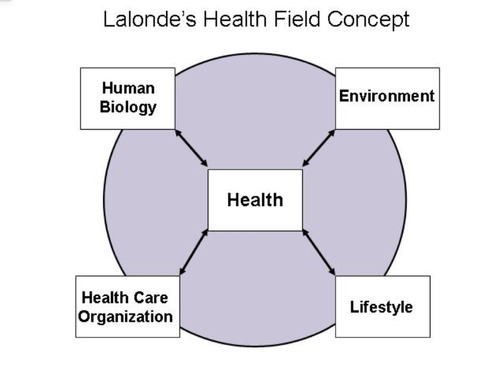 Lalonde's Health Field Concept
Human
Biology
Environment
Health
Health Care
Organization
Lifestyle